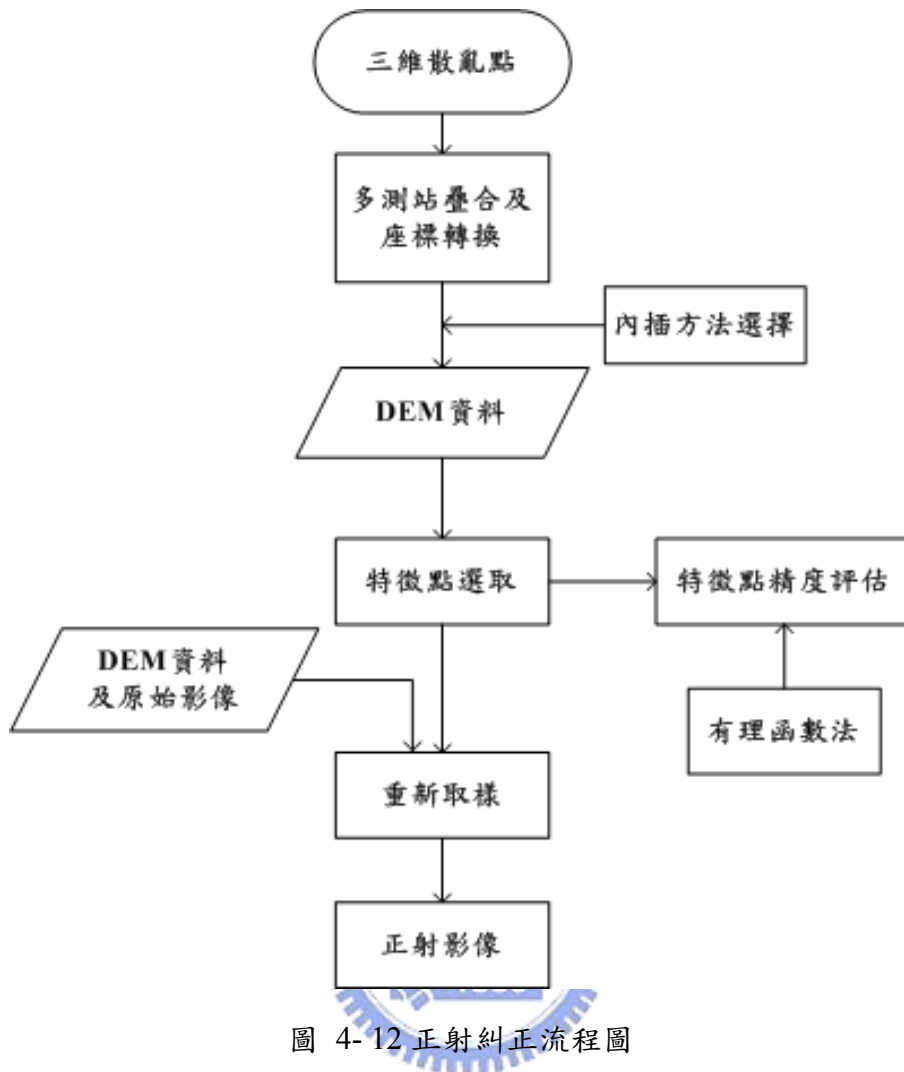 三維散亂點
多測站疊合及
座標轉換
內插方法選擇
DEM資料
特徵點選取
特徵點精度評估
DEM資料
及原始影像
有理函數法
重新取樣
正射影像
圖 4- 12 正射糾正流程圖